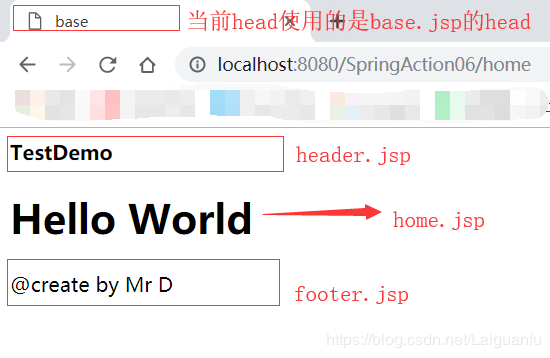 base
当前head使用的是base.jsp的head
localhost:8080/SpringAction06/home
TestDemo
header.jsp
Hello World
home.jsp
@create by Mr D
footer.jsp
https://blog.csdn.net/Laiguanfu